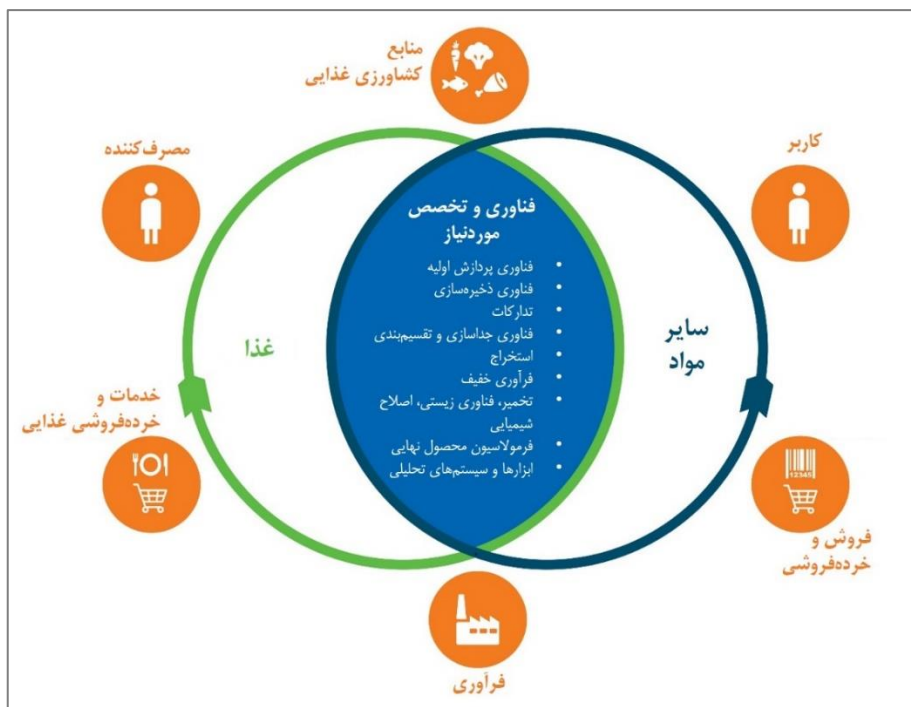 منابع
کشاورزی غذایی
مصرف‌کننده
کاربر
فناوری و تخصص
موردنیاز
• فناوری پردازش اولیه
• فناوری ذخیره‌سازی
• تدارکات
• فناوری جداسازی و تقسیم‌بندی
• استخراج
• فرآوری خفیف
• تخمیر، فناوری زیستی، اصلاح
شیمیایی
• فرمولاسیون محصول نهایی
• ابزارها و سیستم‌های تحلیلی
غذا
سایر
مواد
خدمات و
خرده‌فروشی غذایی
12345
فروش و
خرده‌فروشی
فرآوری